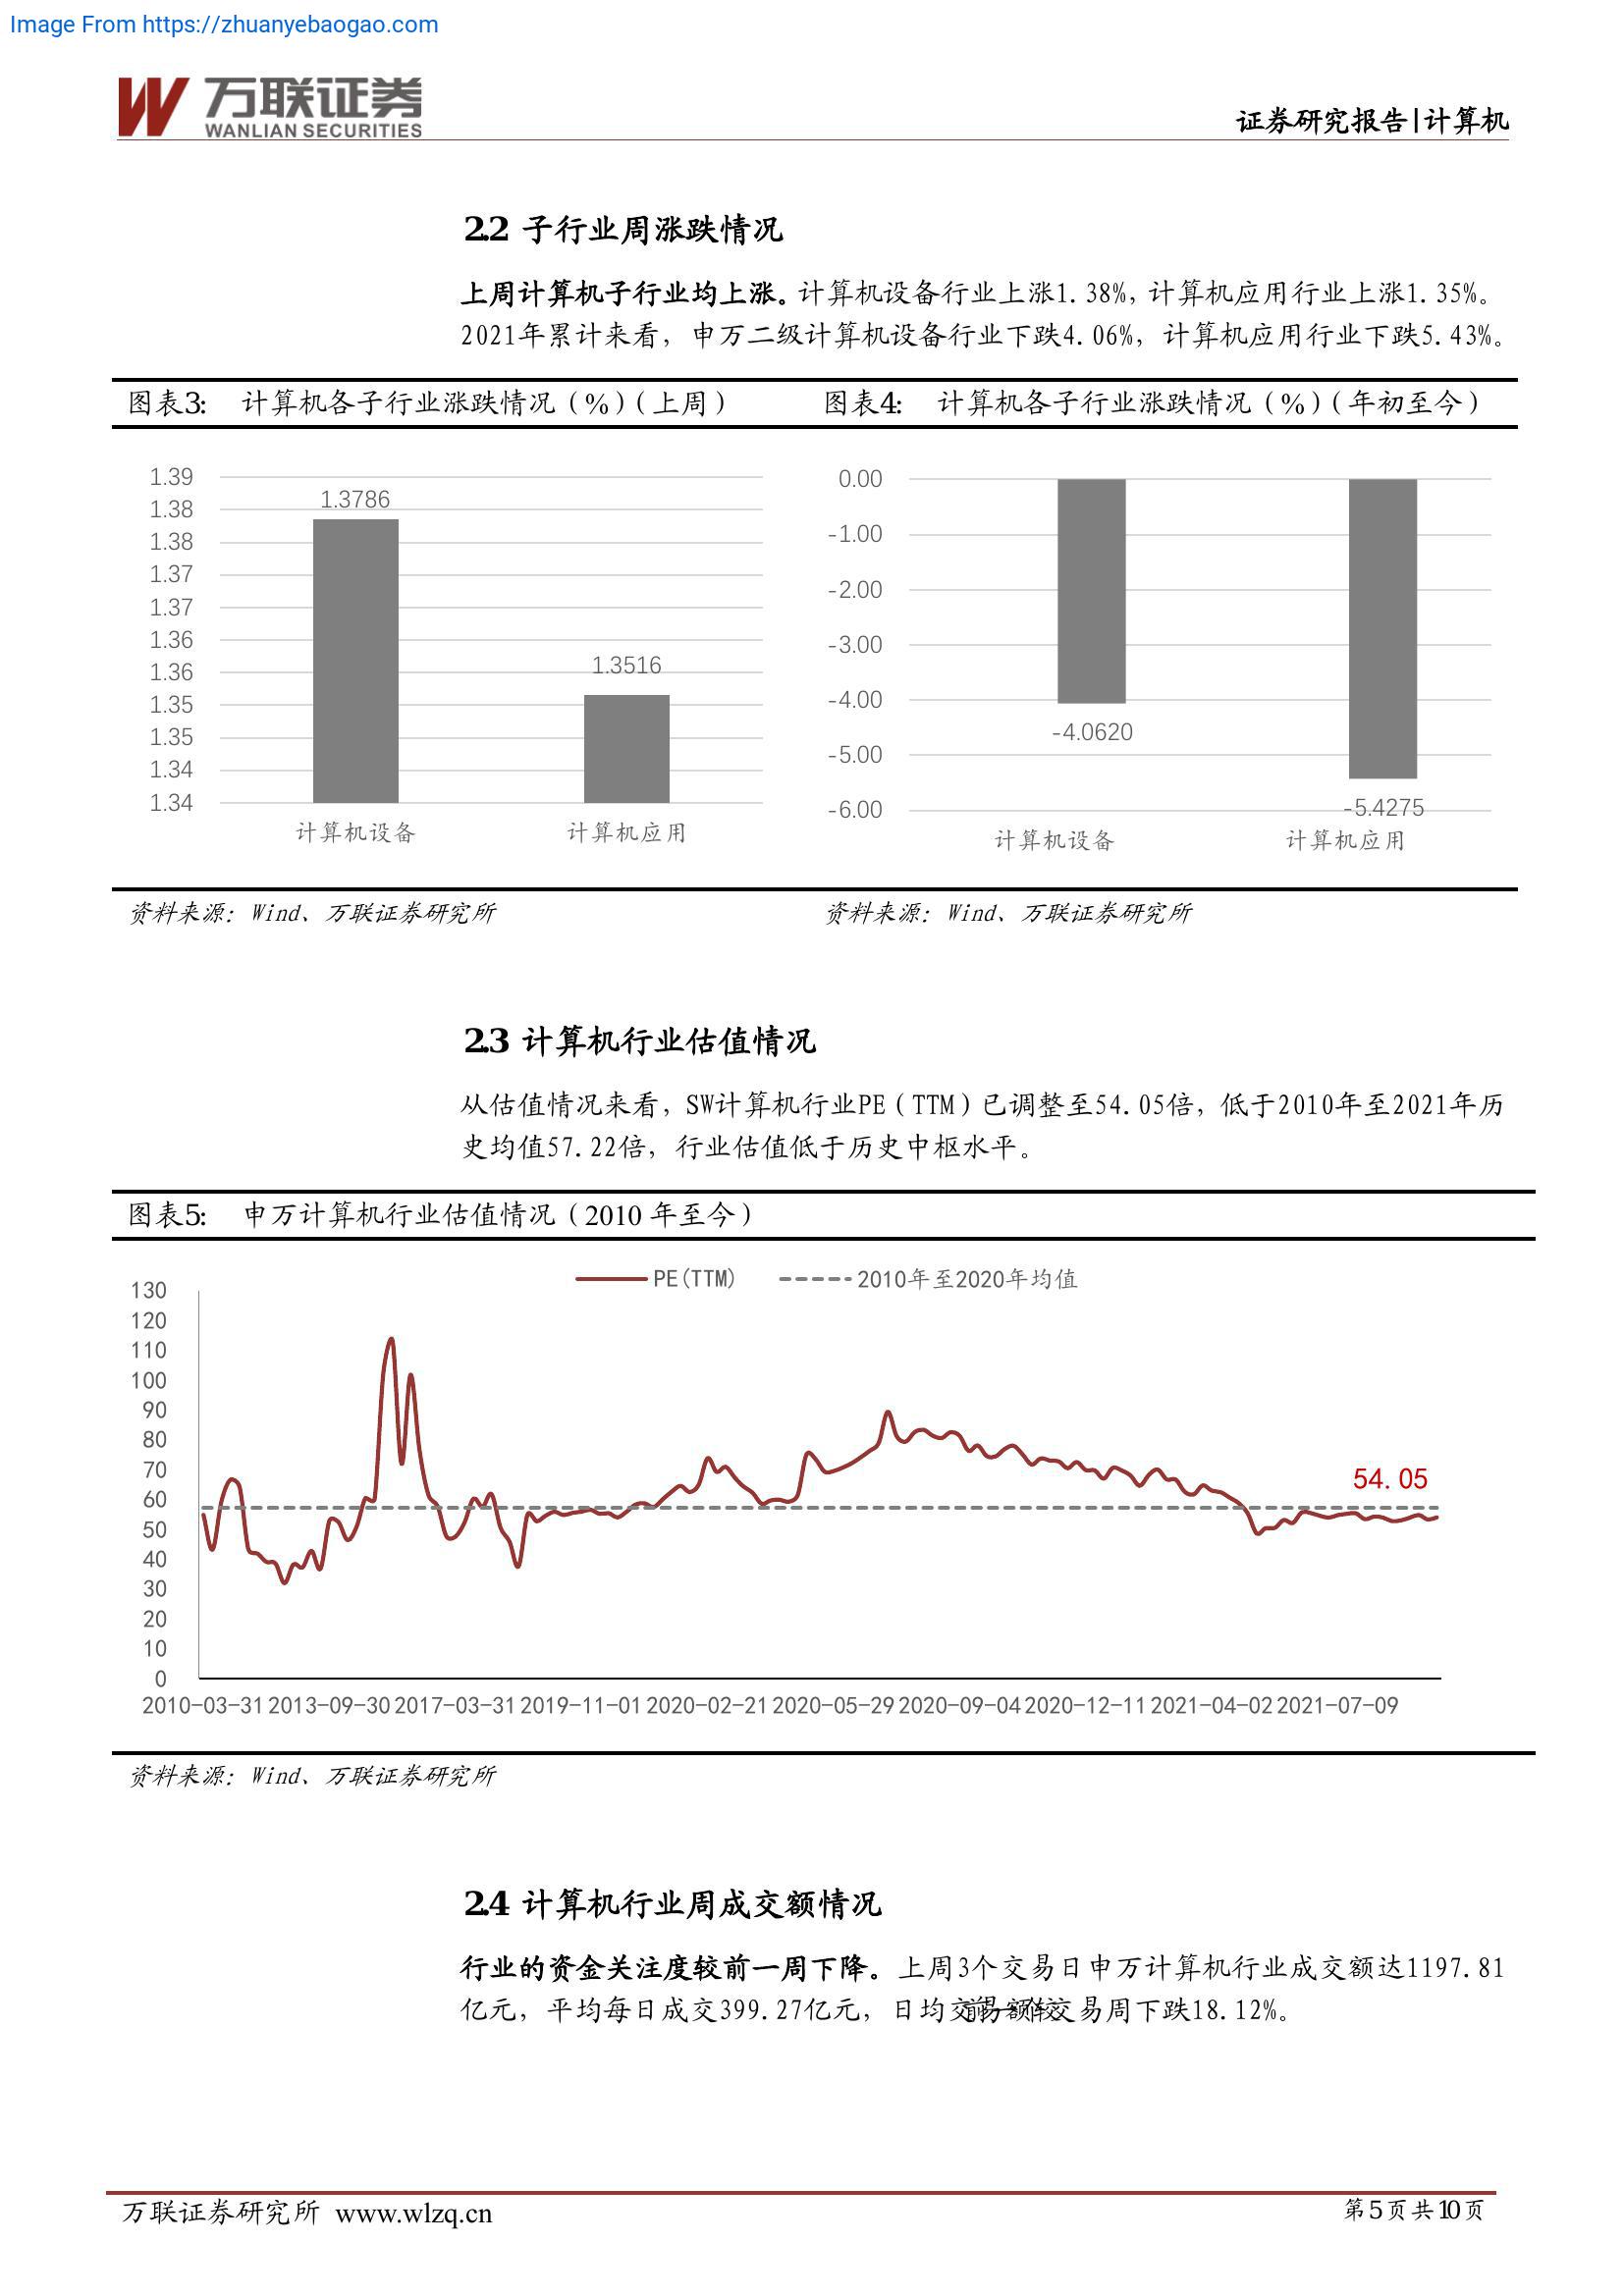 Image From https://zhuanyebaogao.com
万联证券
WANLIAN SECURITIES
证券研究报告|计算机
2.2 子行业周涨跌情况
上周计算机子行业均上涨。计算机设备行业上涨1.38%,计算机应用行业上涨1.35%。
2021年累计来看，申万二级计算机设备行业下跌4.06%，计算机应用行业下跌5.43%。
图表3: 计算机各子行业涨跌情况（%）（上周）
1.39
1.38
1.38
1.37
1.37
1.36
1.36
1.35
1.35
1.34
1.34
1.3786
1.3516
计算机设备 计算机应用
资料来源：Wind、万联证券研究所
图表4: 计算机各子行业涨跌情况（%）（年初至今）
0.00
-1.00
-2.00
-3.00
-4.00
-5.00
-6.00
-4.0620
-5.4275
计算机设备 计算机应用
资料来源：Wind、万联证券研究所
2.3 计算机行业估值情况
从估值情况来看，SW计算机行业PE（TTM）已调整至54.05倍，低于2010年至2021年历
史均值57.22倍，行业估值低于历史中枢水平。
图表5: 申万计算机行业估值情况（2010 年至今）
PE(TTM) 2010年至2020年均值
130
120
110
100
90
80
70
60
50
40
30
20
10
0
54.05
2010-03-31 2013-09-30 2017-03-31 2019-11-01 2020-02-21 2020-05-29 2020-09-04 2020-12-11 2021-04-02 2021-07-09
资料来源：Wind、万联证券研究所
2.4 计算机行业周成交额情况
行业的资金关注度较前一周下降。上周3个交易日申万计算机行业成交额达1197.81
亿元，平均每日成交399.27亿元，日均交易额较前一个交易周下跌18.12%。
万联证券研究所 www.wlzq.cn
第5页共10页